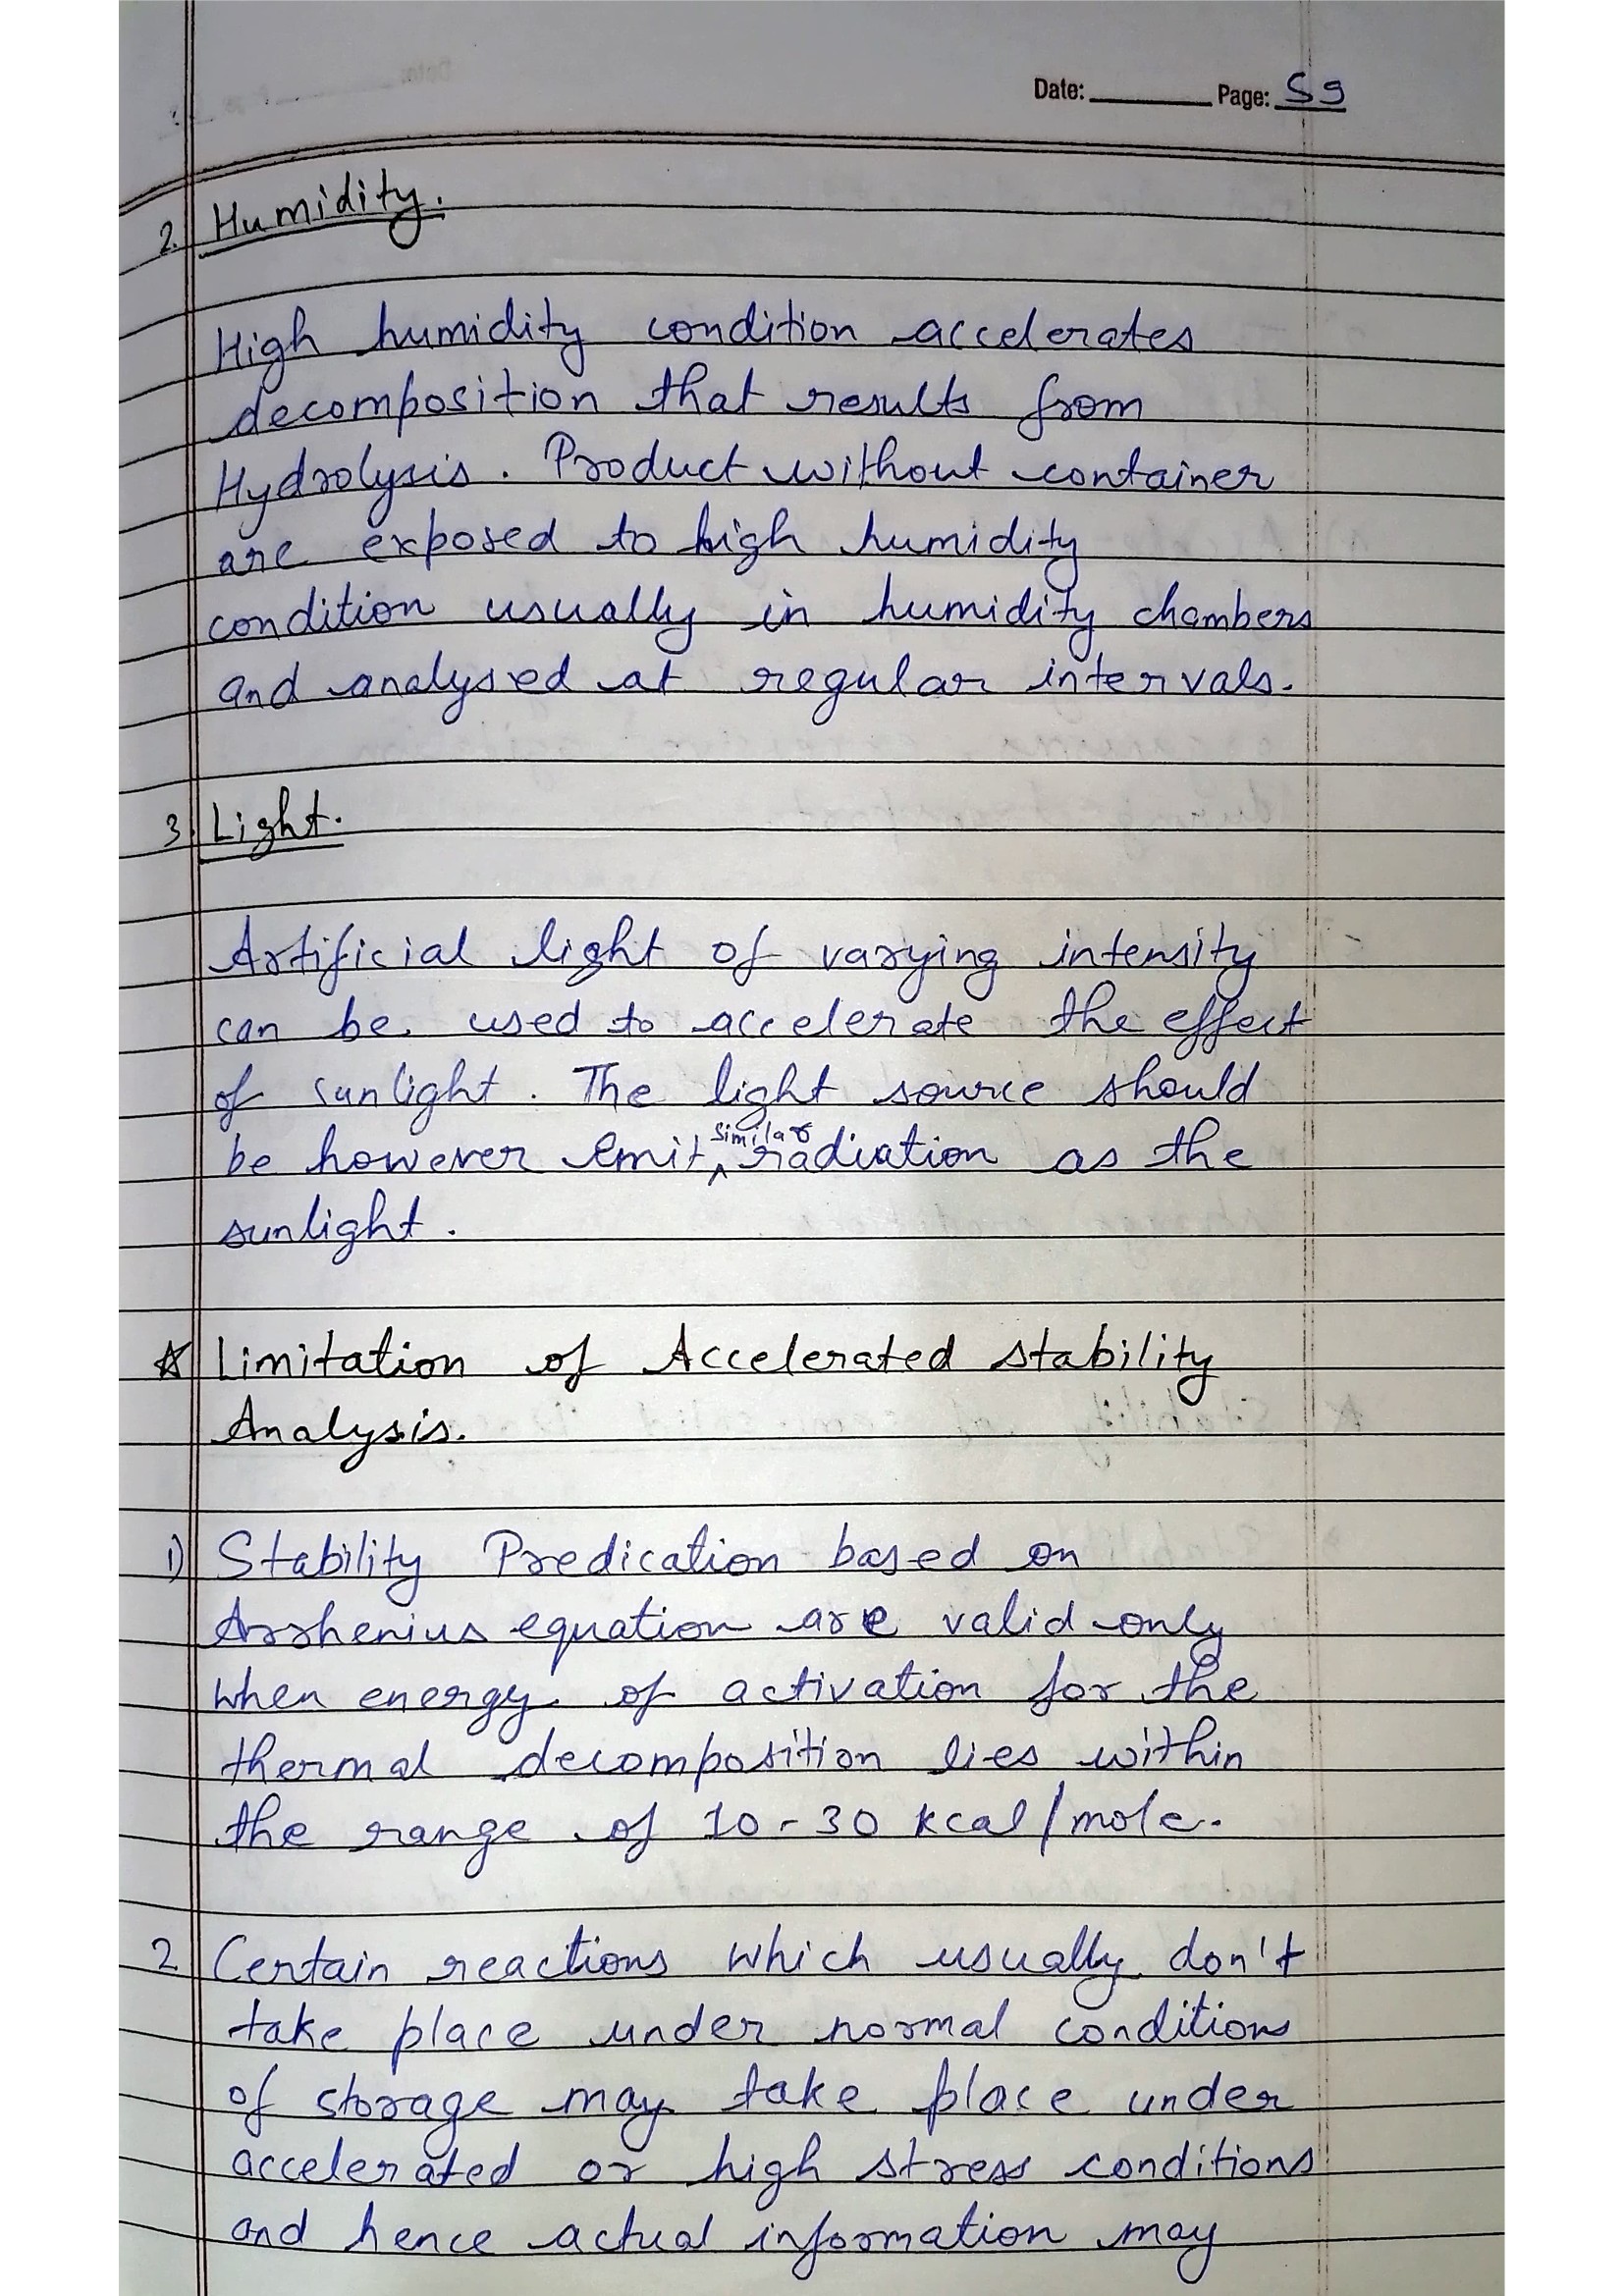 Date: Page: 59
2. Humidity.
High humidity condition accelerates
decomposition that results from
Hydrolysis. Product without container
are exposed to high humidity
condition usually in humidity chambers
and analysed at regular intervals.
3. Light.
Artificial light of varying intensity
can be used to accelerate the effect
of sunlight. The light source should
be however emit similar radiation as the
sunlight.
☆ Limitation of Accelerated stability
Analysis.
1) Stability Predication based on
Arrhenius equation are valid only
when energy of activation for the
thermal decomposition lies within
the range of 10-30 kcal/mole.
2 Certain reactions which usually don't
take place under normal conditions
of storage may take place under
accelerated or high stress conditions
and hence actual information may